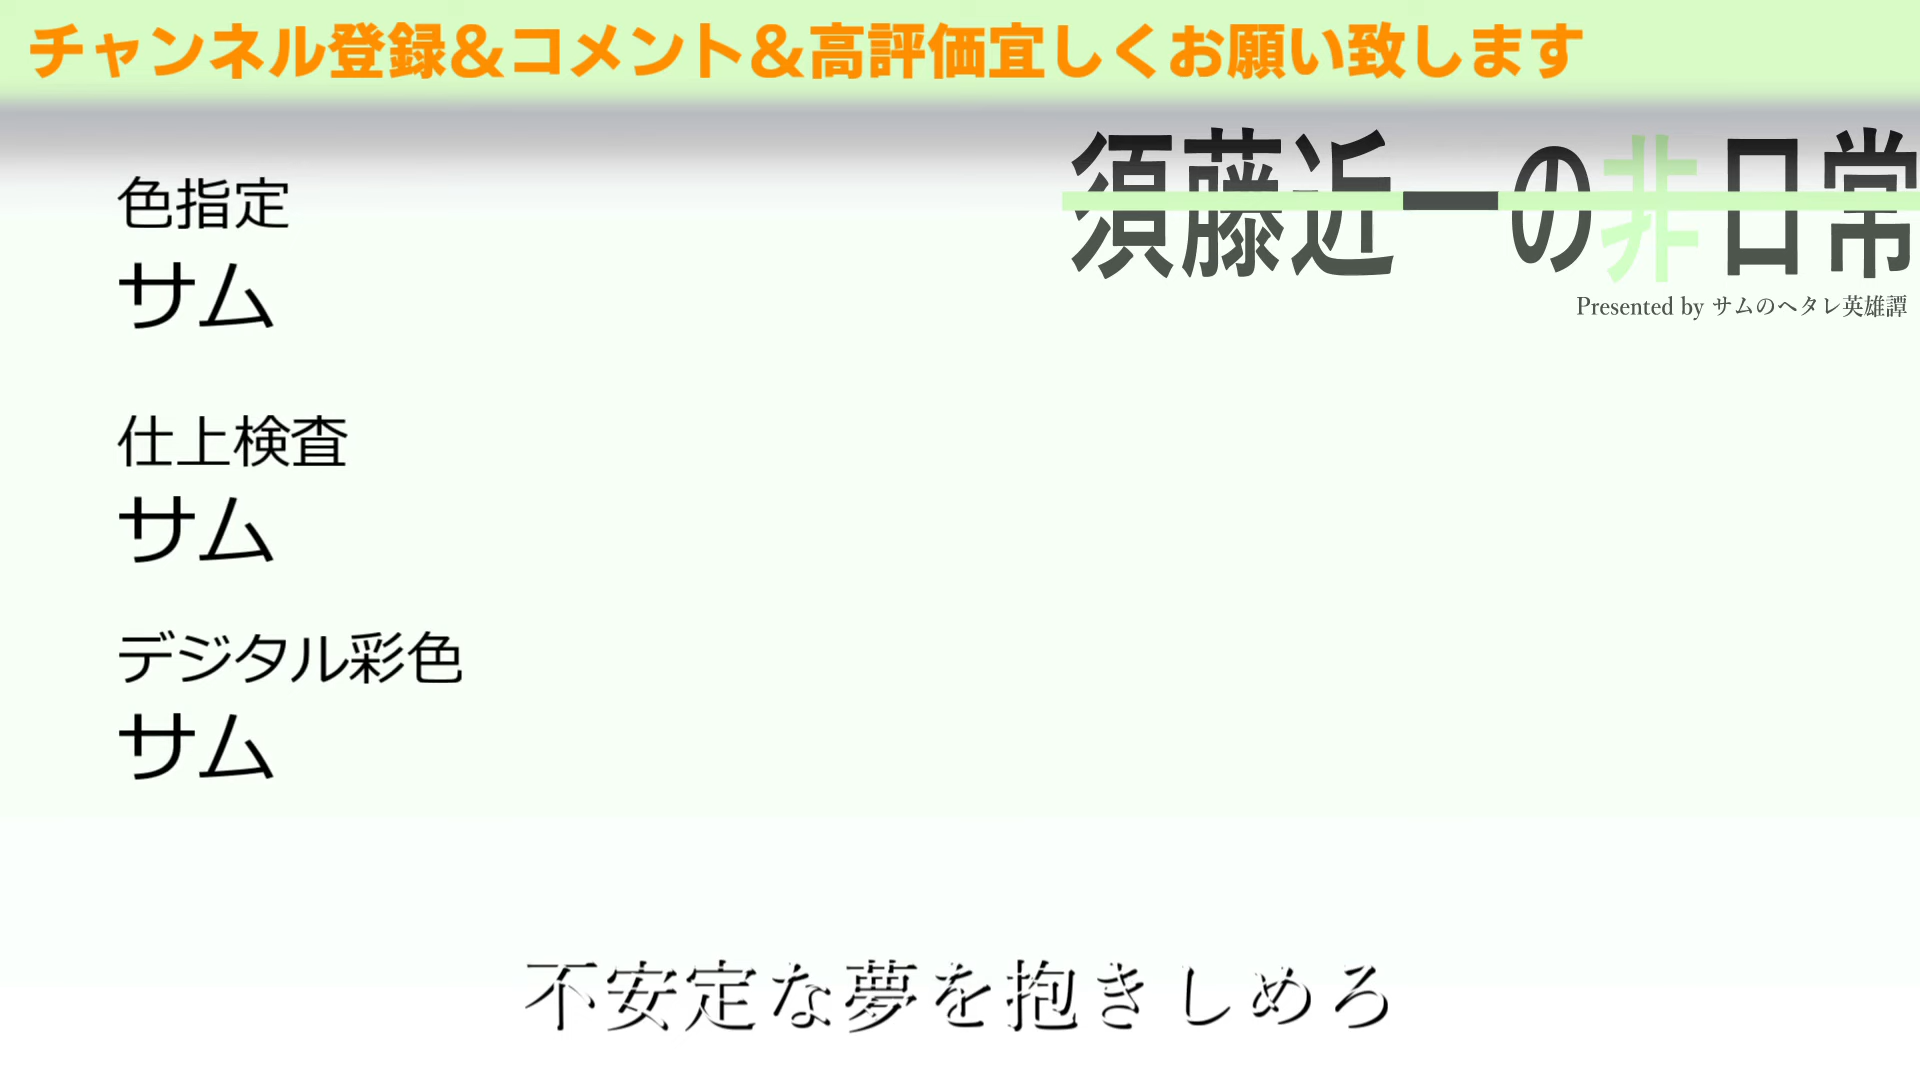 チャンネル登録&コメント&高評価宜しくお願い致します
須藤近一の非日常
Presented by サムのヘタレ英雄譚
色指定
サム
仕上検査
サム
デジタル彩色
サム
不安定な夢を抱きしめろ